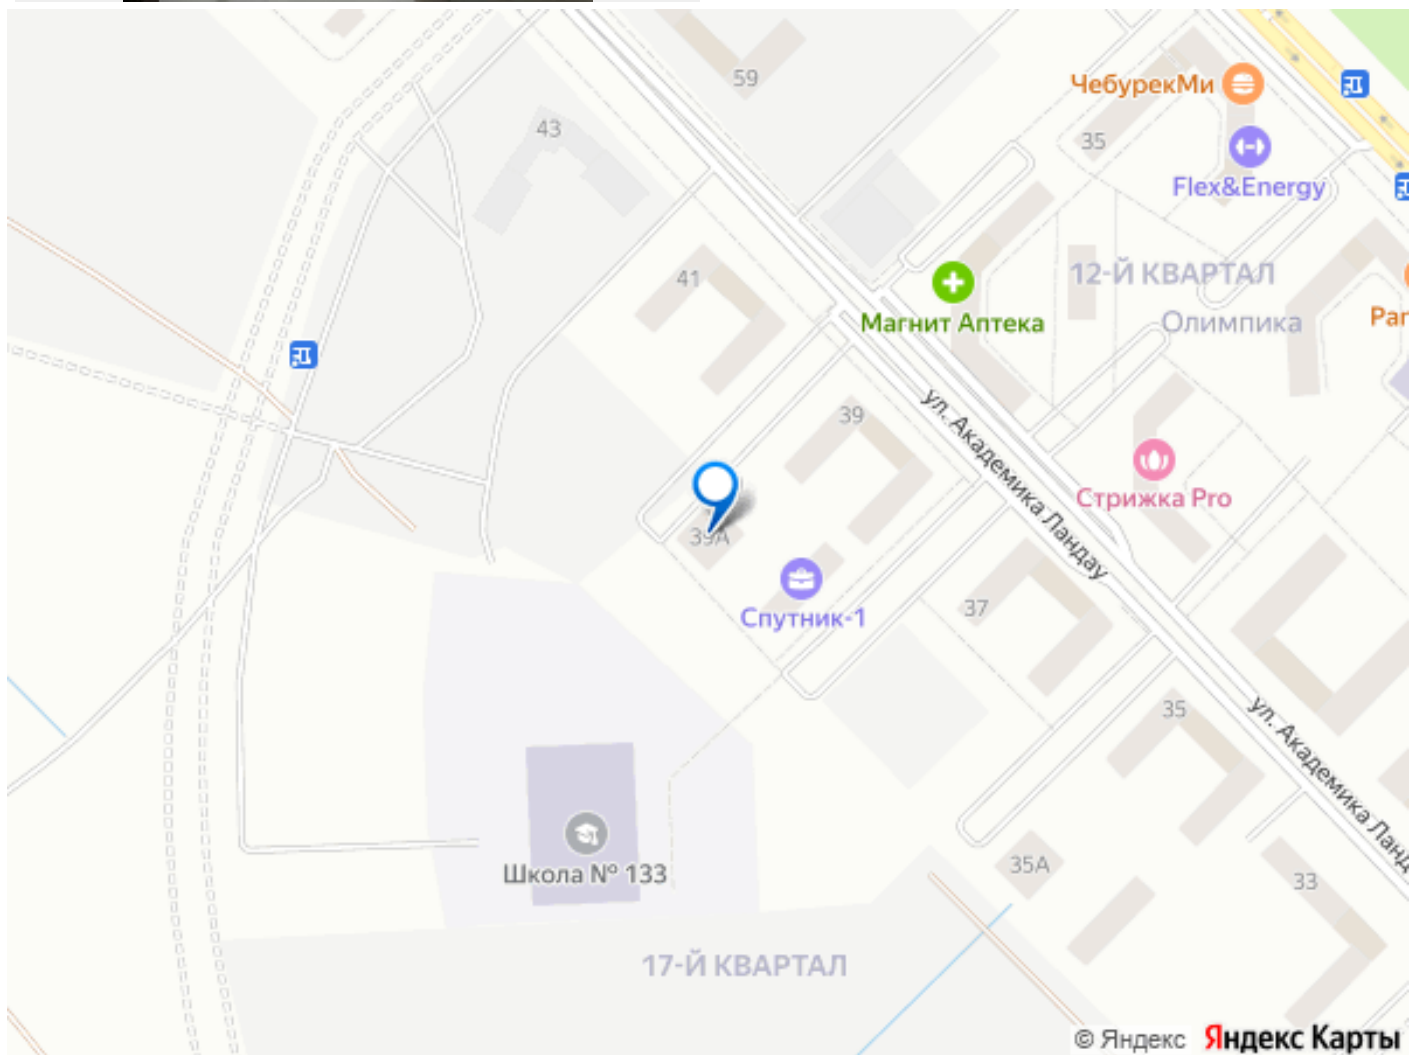 59
ЧебурекМи
43
35
Flex&Energy
41
12-Й КВАРТАЛ
Магнит Аптека
Олимпика
39
ул. Академика Ландау
Стрижка Pro
39А
Спутник-1
37
35
ул. Академика Ланд
Школа № 133
35А
33
17-Й КВАРТАЛ
© Яндекс Яндекс Карты